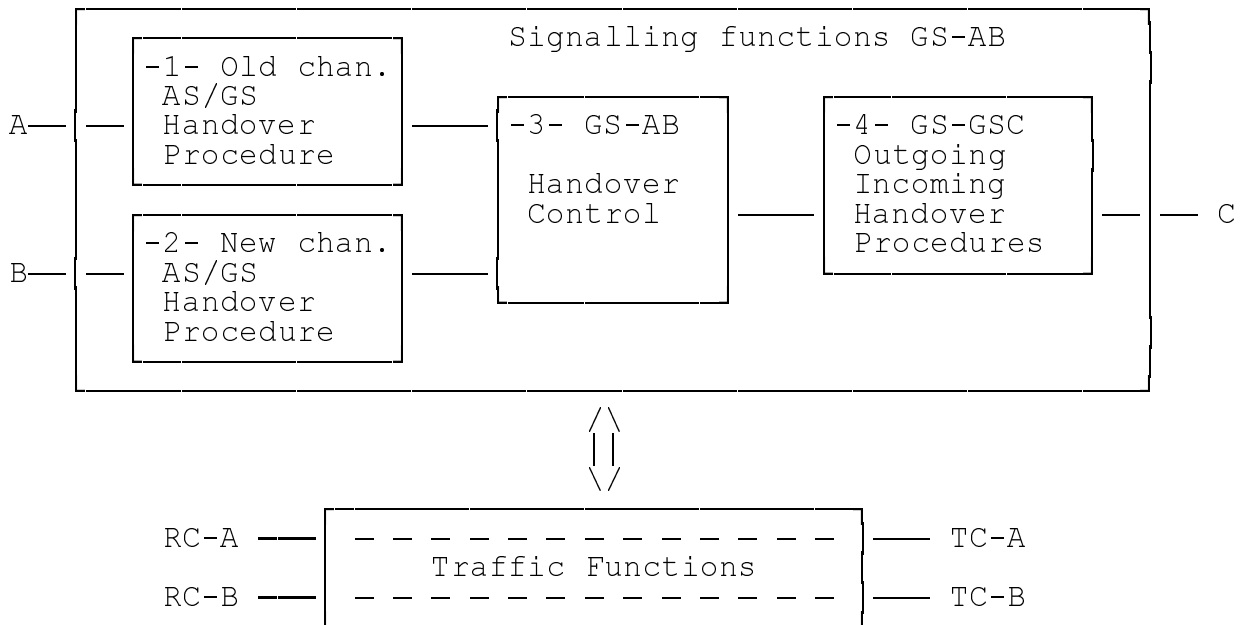 Signalling functions GS-AB
-1- Old chan.
AS/GS
Handover
Procedure
A
-2- New chan.
AS/GS
Handover
Procedure
B
-3- GS-AB
Handover
Control
-4- GS-GSC
Outgoing
Incoming
Handover
Procedures
C
RC-A
TC-A
Traffic Functions
RC-B
TC-B